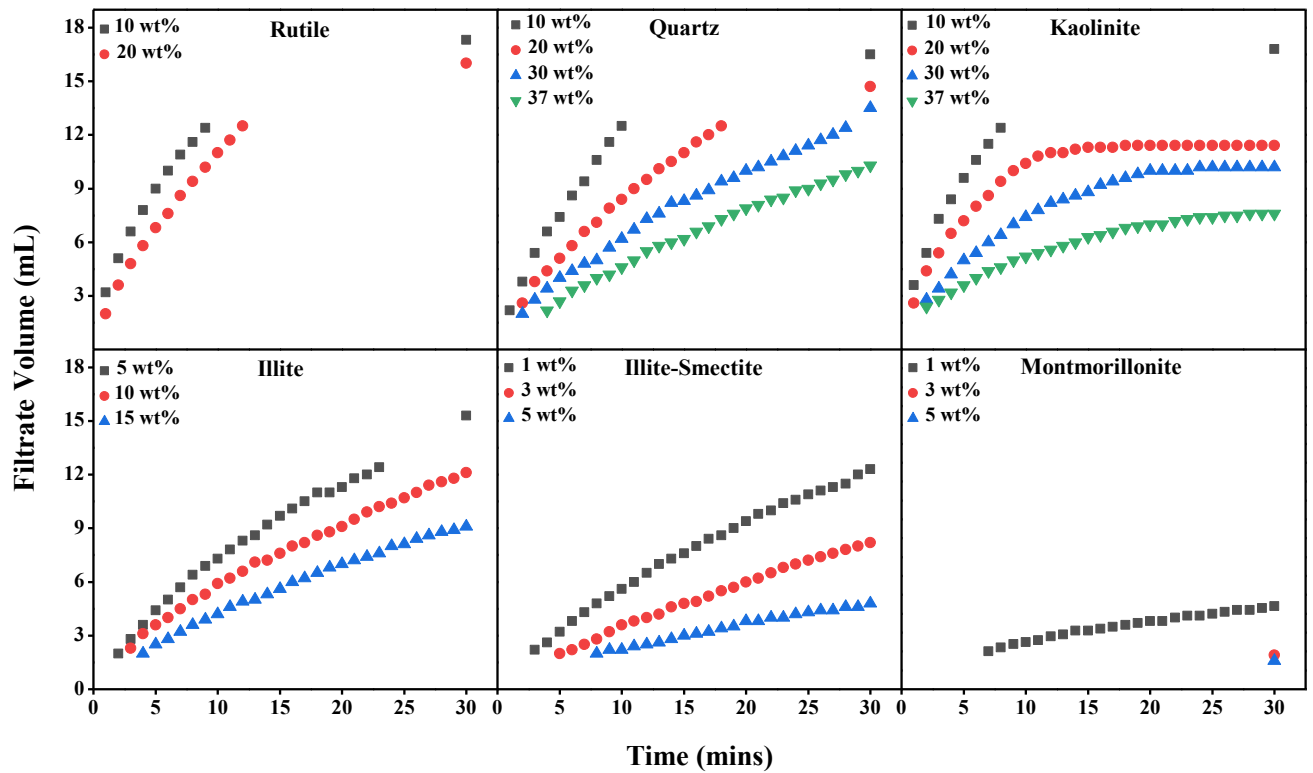 Rutile
10 wt%
20 wt%
Quartz
10 wt%
20 wt%
30 wt%
37 wt%
Kaolinite
10 wt%
20 wt%
30 wt%
37 wt%
18
15
12
9
6
3
Illite
5 wt%
10 wt%
15 wt%
Illite-Smectite
1 wt%
3 wt%
5 wt%
Montmorillonite
1 wt%
3 wt%
5 wt%
18
15
12
9
6
3
0
0 5 10 15 20 25 30
0 5 10 15 20 25 30
0 5 10 15 20 25 30
Filtrate Volume (mL)
Time (mins)